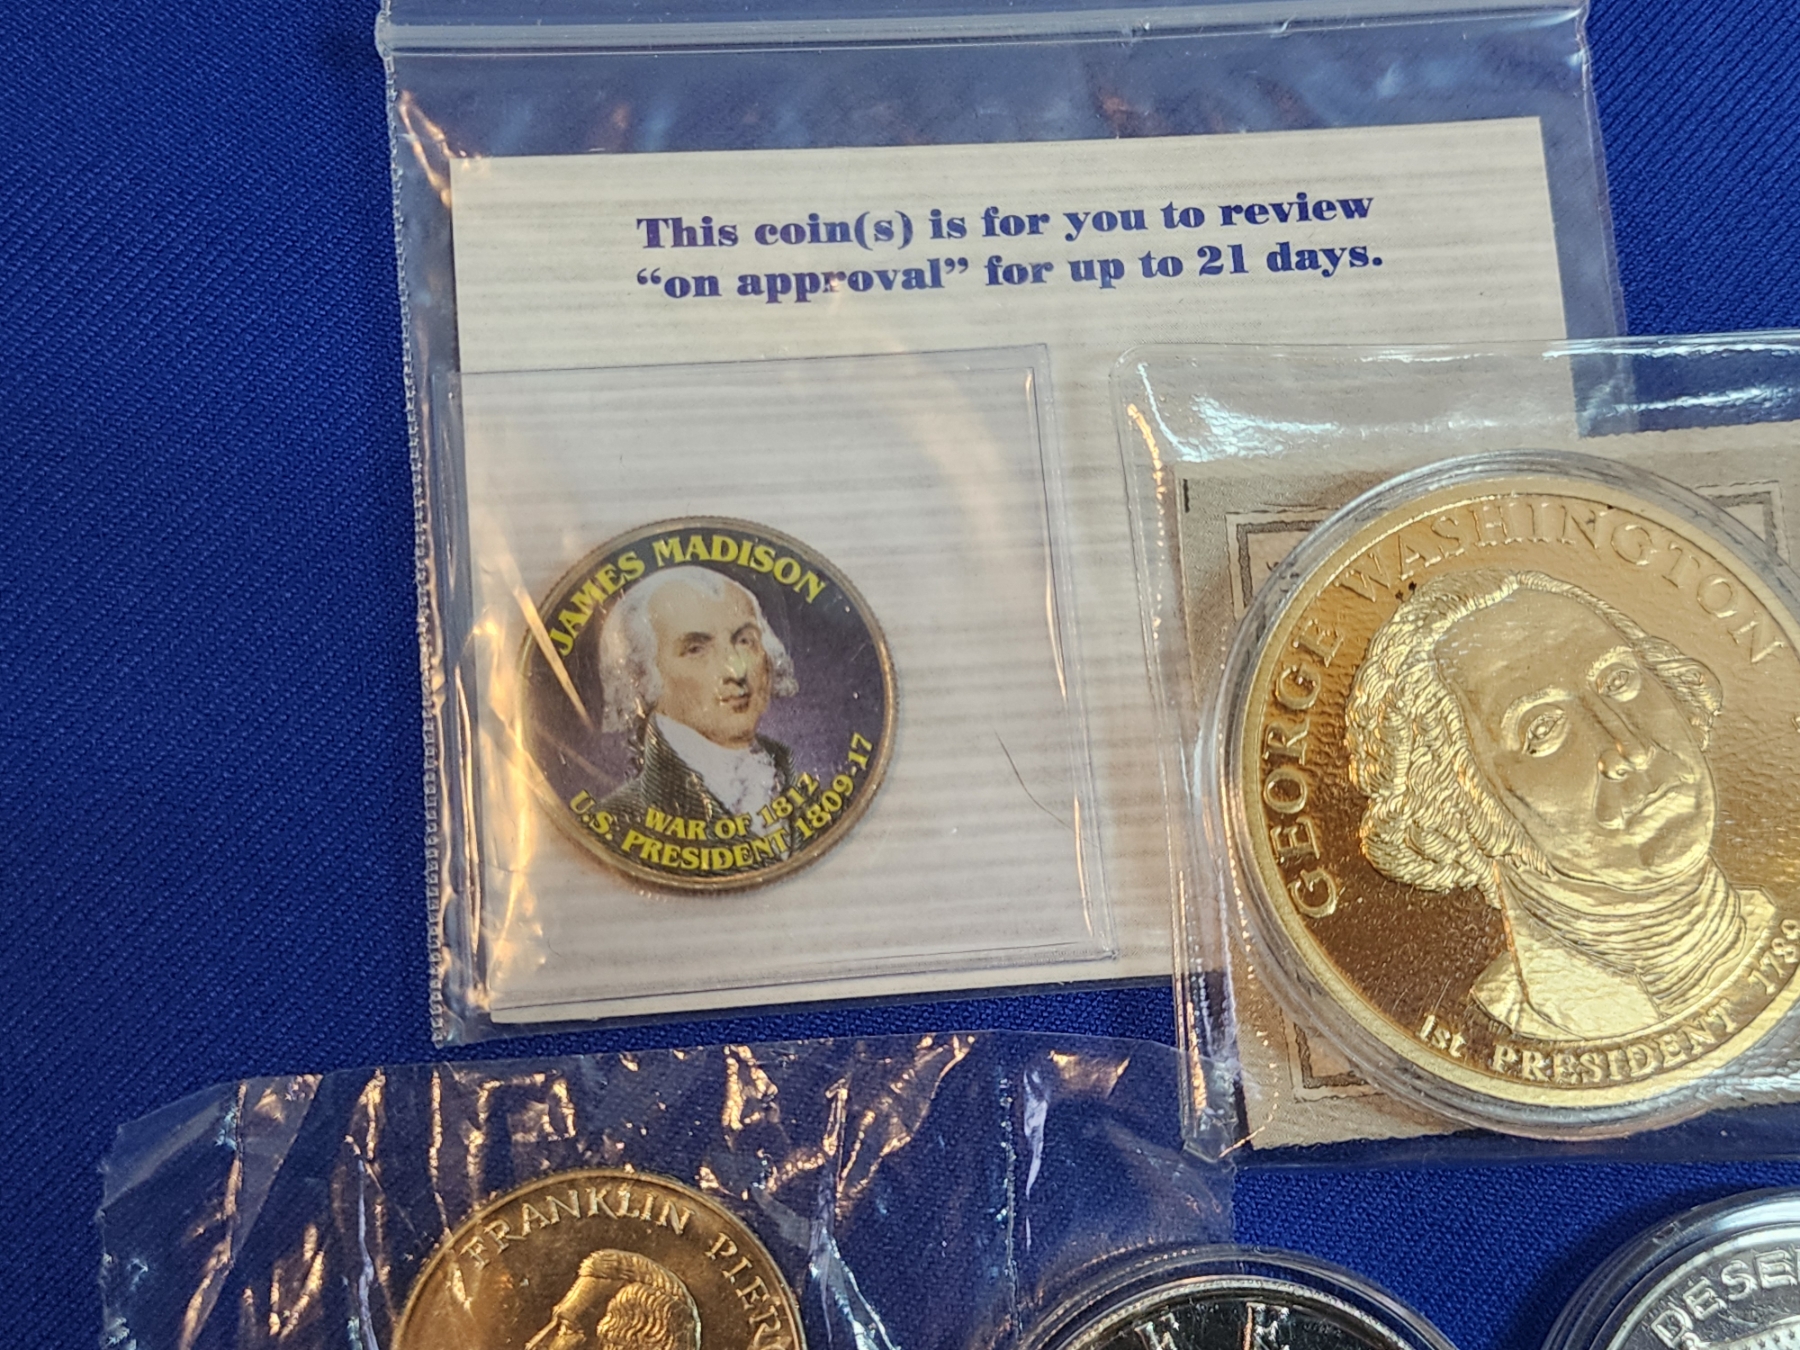 This coin(s) is for you to review
"on approval" for up to 21 days.
JAMES MADISON
WAR OF 1812
U.S. PRESIDENT 1809-17
GEORGE WASHINGTON
1st PRESIDENT 1789
FRANKLIN